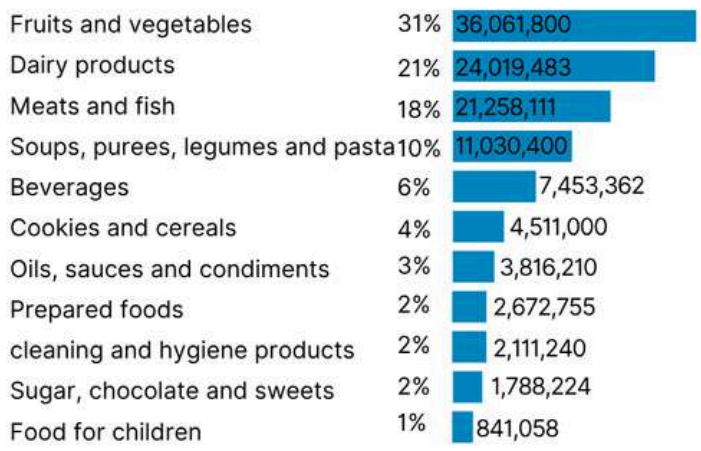 Fruits and vegetables 31% 36,061,800
Dairy products 21% 24,019,483
Meats and fish 18% 21,258,111
Soups, purees, legumes and pasta 10% 11,030,400
Beverages 6% 7,453,362
Cookies and cereals 4% 4,511,000
Oils, sauces and condiments 3% 3,816,210
Prepared foods 2% 2,672,755
cleaning and hygiene products 2% 2,111,240
Sugar, chocolate and sweets 2% 1,788,224
Food for children 1% 841,058